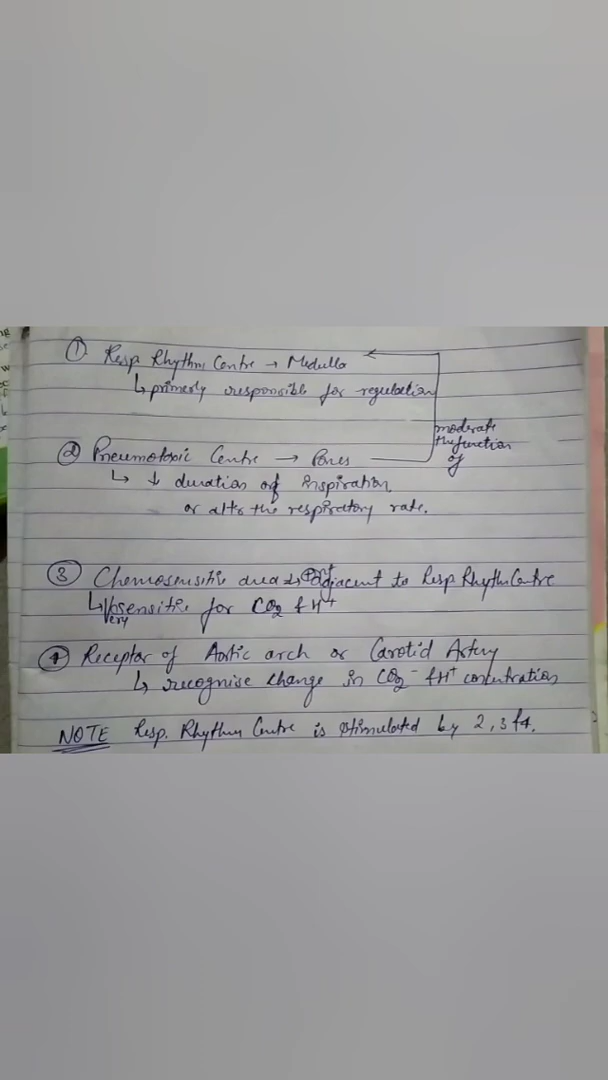 ① Resp Rhythm Centre → Medulla
↳ primerly responsible for regulation
moderate
the function
of
② Pneumotoxic Centre → Pones
↳ ↓ duration of inspiration
or alter the respiratory rate.
③ Chemosensitive area → adjacent to Resp Rhythm Centre
↳ Very sensitive for CO2 & H+
④ Receptor of Aortic arch or Carotid Artery
↳ recognise change in CO2 & H+ concentration
NOTE Resp. Rhythm Centre is stimulated by 2, 3 & 4.